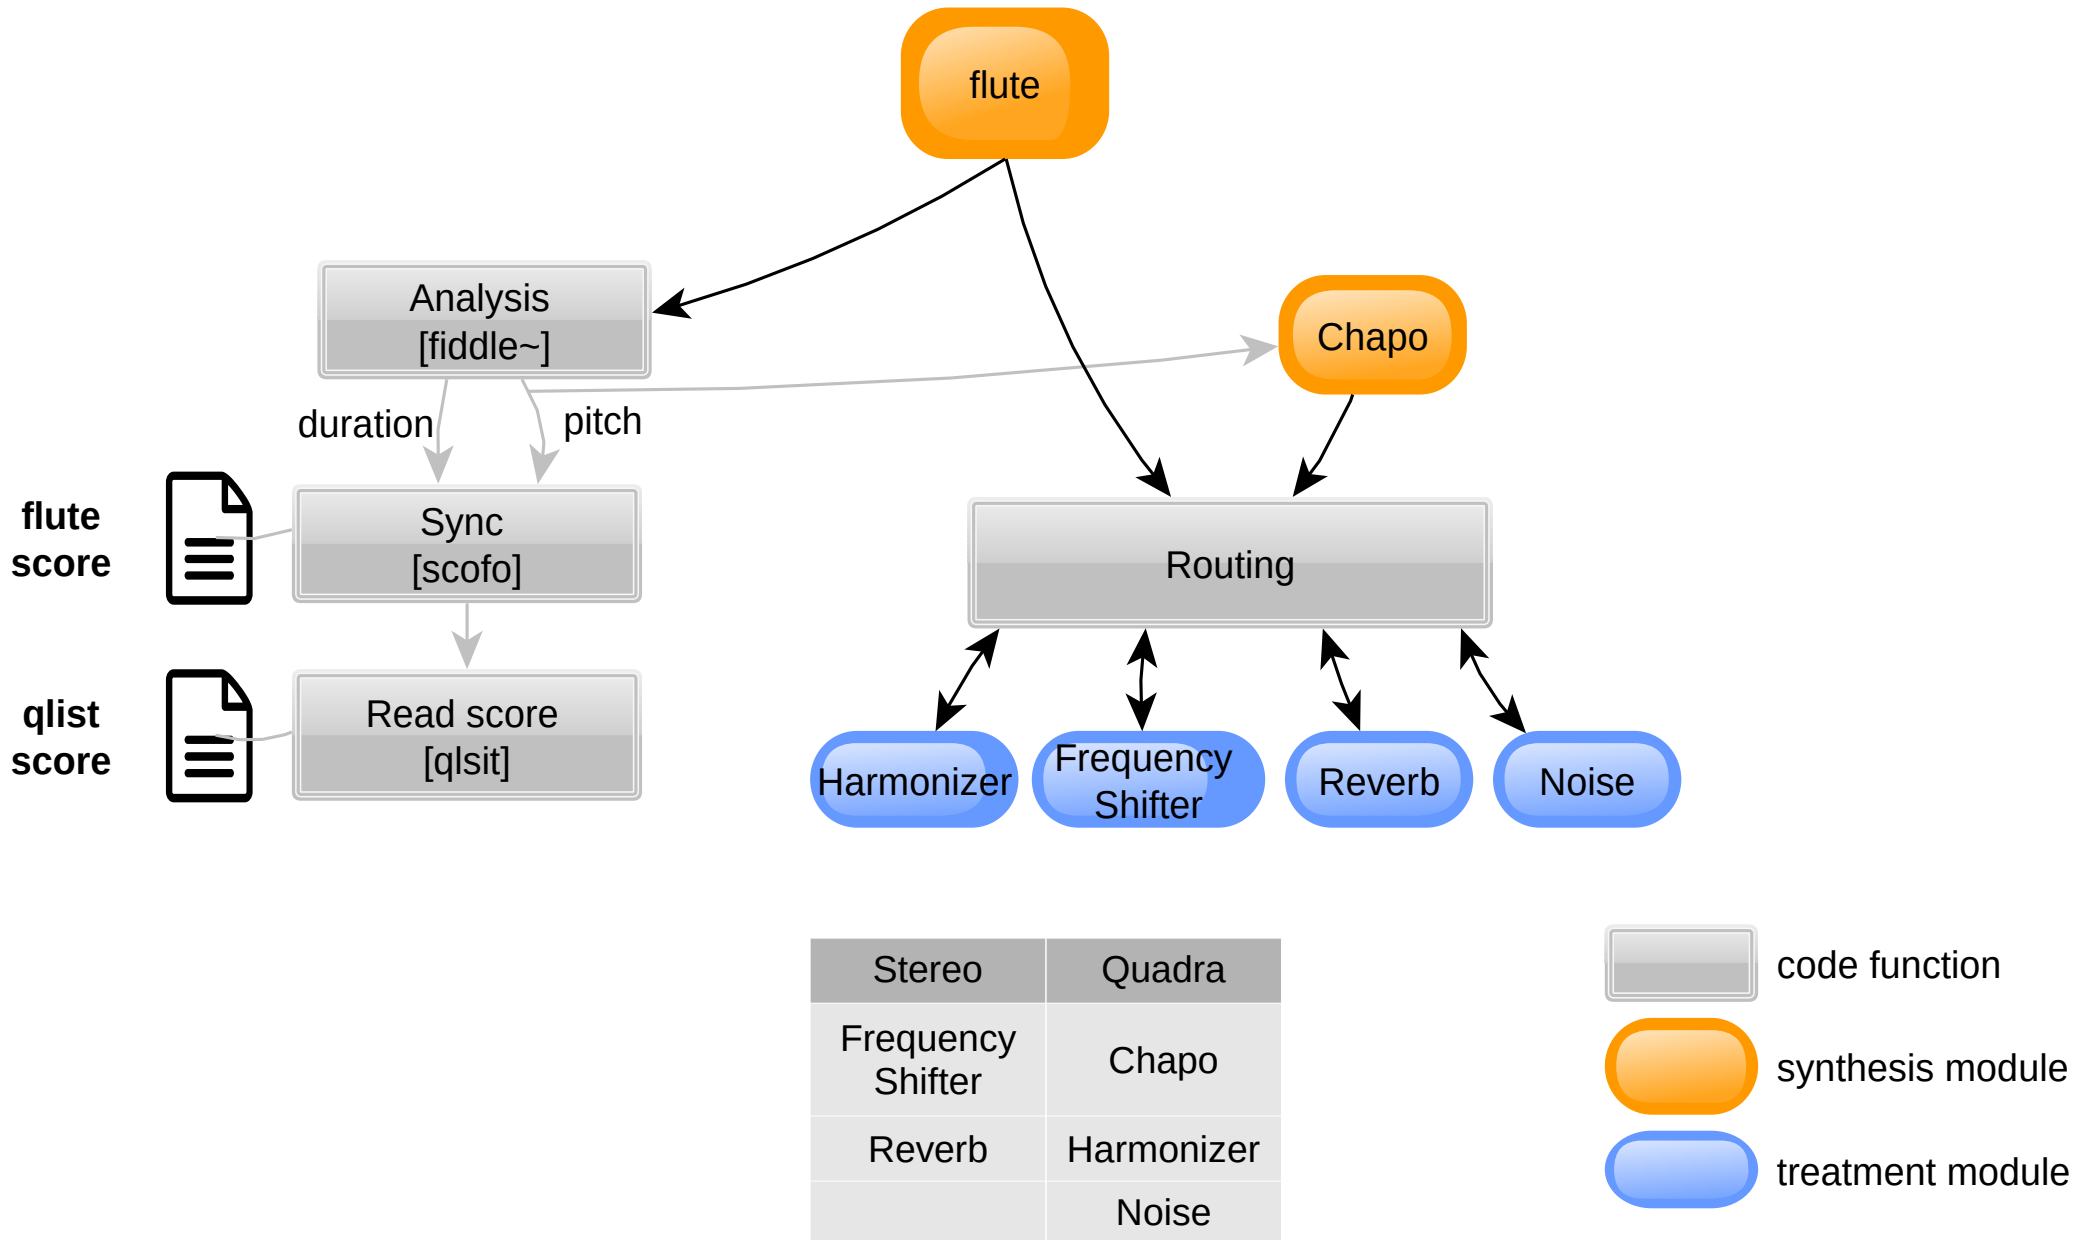 flute
Analysis
[fiddle~]
Chapo
duration
pitch
flute
score
Sync
[scofo]
Routing
qlist
score
Read score
[qlsit]
Harmonizer
Frequency
Shifter
Reverb
Noise
Stereo
Quadra
Frequency
Shifter
Chapo
Reverb
Harmonizer
Noise
code function
synthesis module
treatment module